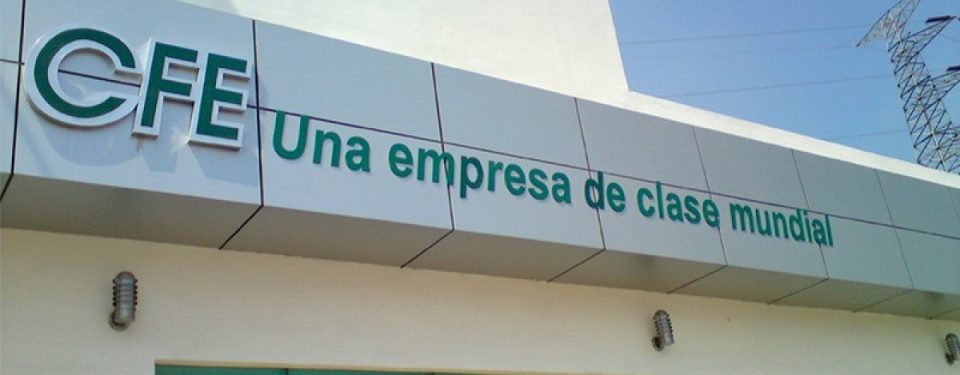 CFE
Una empresa de clase mundial